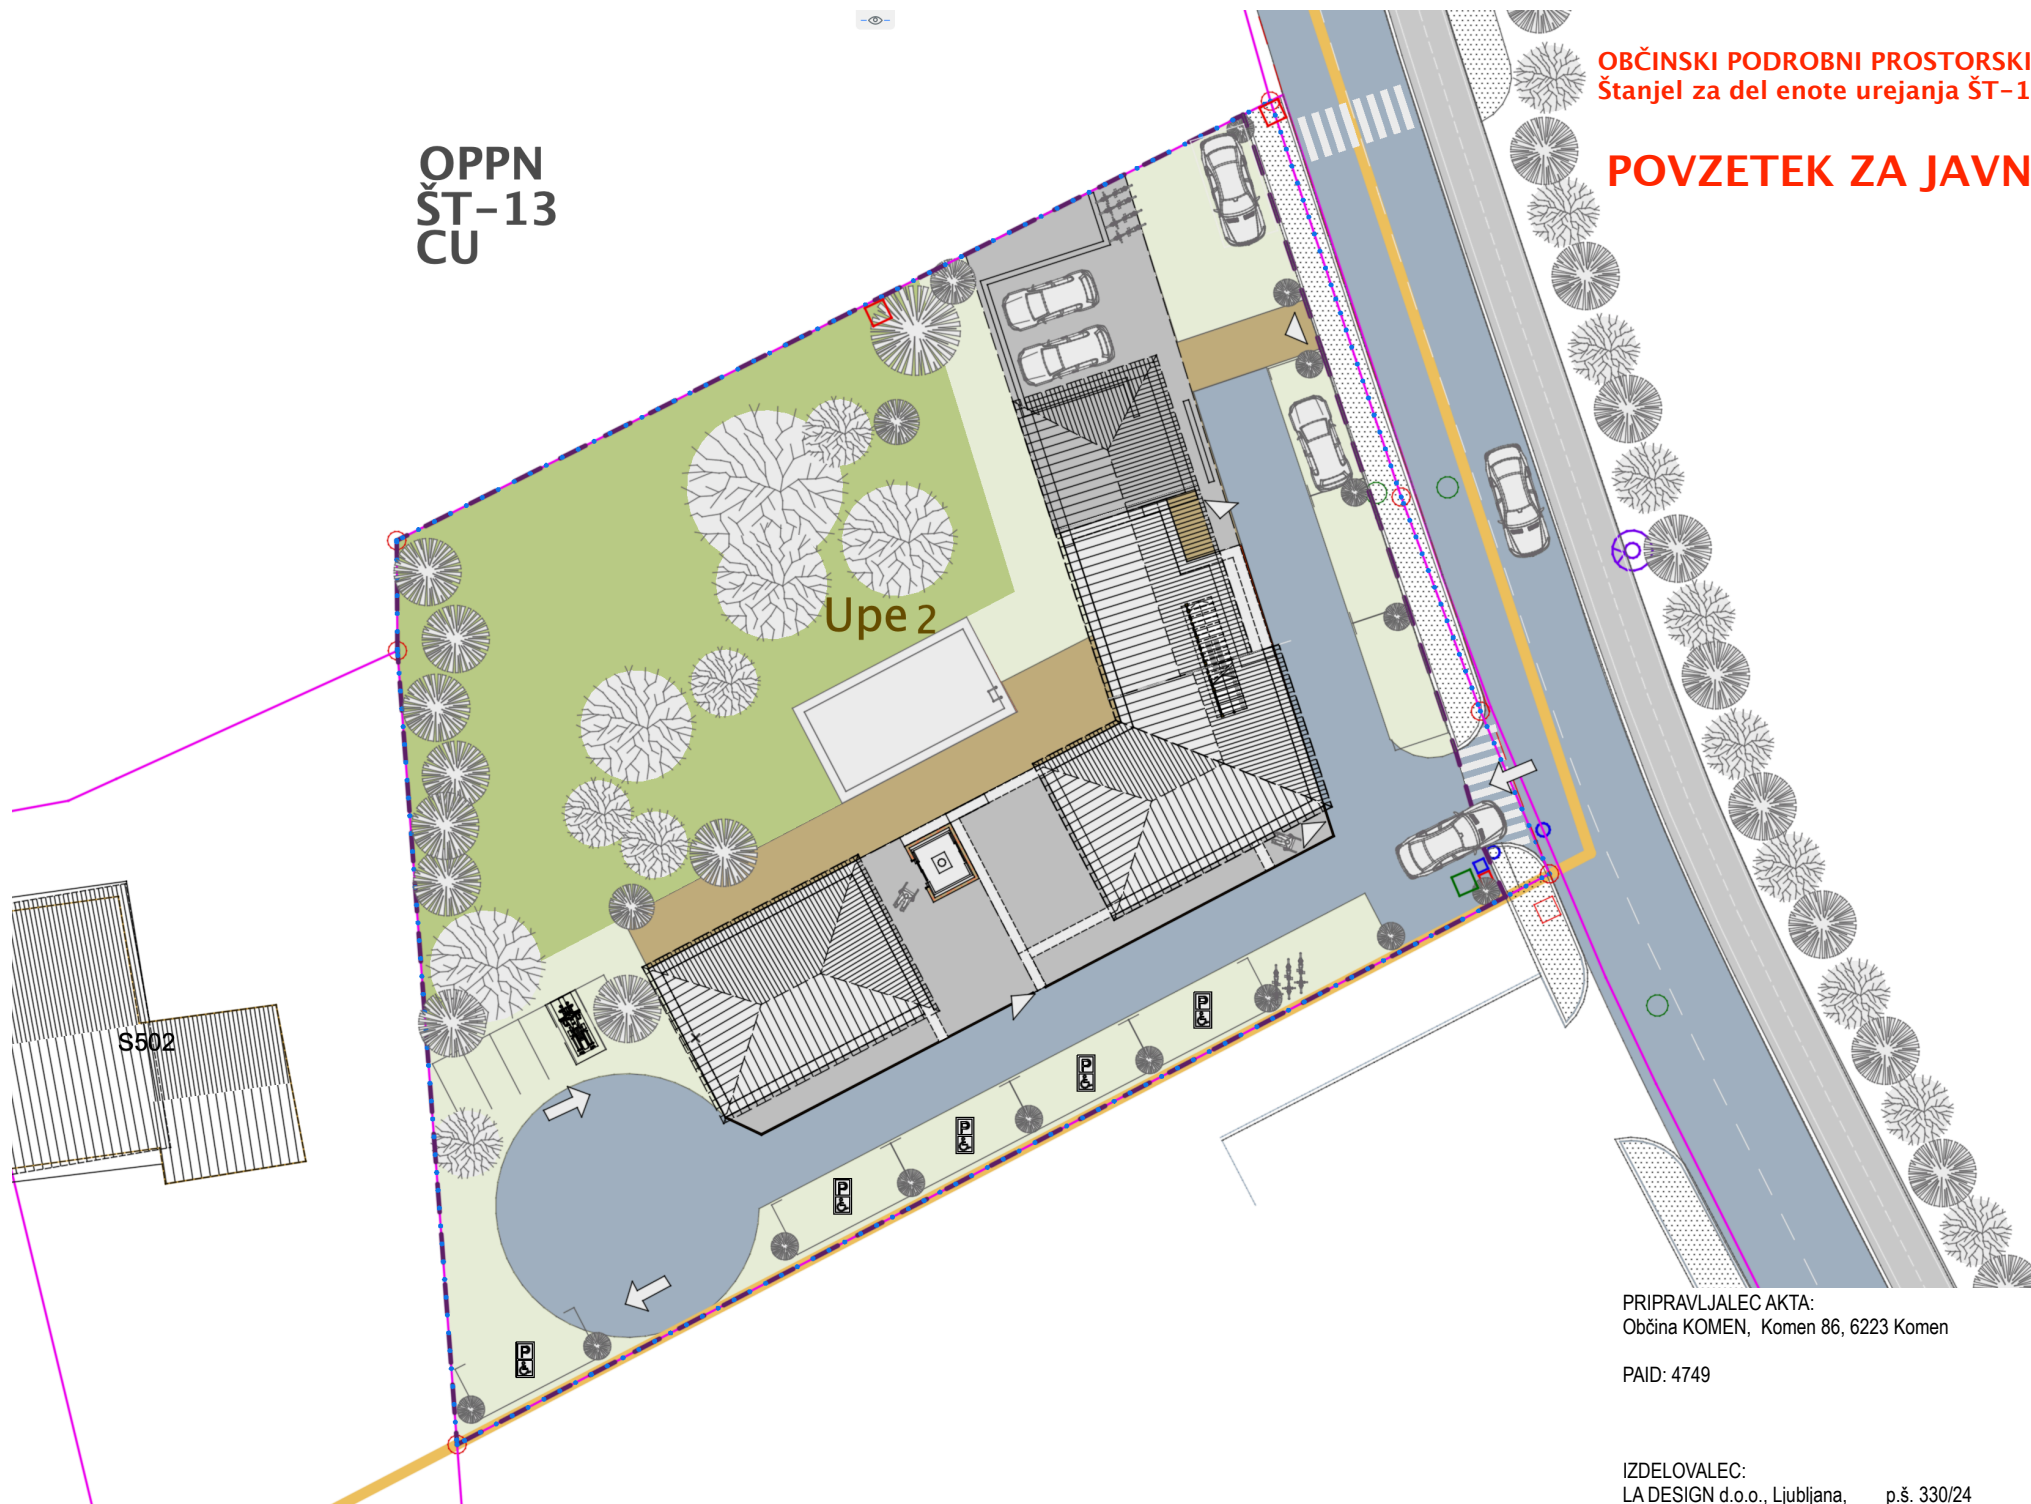 OBČINSKI PODROBNI PROSTORSKI
Štanjel za del enote urejanja ŠT-1
POVZETEK ZA JAVN
OPPN
ŠT-13
CU
Upe 2
S502
P
P
P
P
P
PRIPRAVLJALEC AKTA:
Občina KOMEN, Komen 86, 6223 Komen
PAID: 4749
IZDELOVALEC:
LA DESIGN d.o.o., Ljubljana, p.š. 330/24